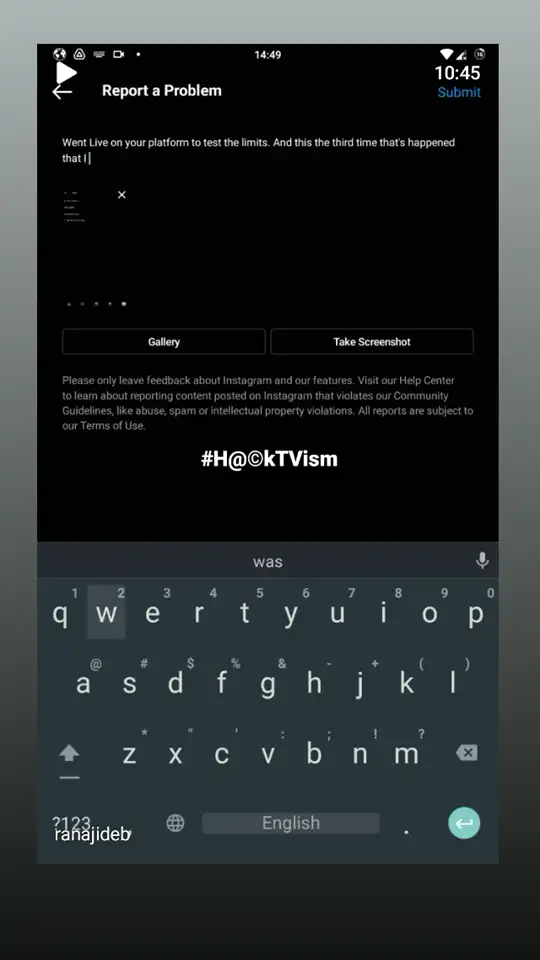 14:49
16
10:45
Report a Problem
Submit
Went Live on your platform to test the limits. And this the third time that's happened
that I
Gallery
Take Screenshot
Please only leave feedback about Instagram and our features. Visit our Help Center
to learn about reporting content posted on Instagram that violates our Community
Guidelines, like abuse, spam or intellectual property violations. All reports are subject to
our Terms of Use.
#H@©kTVism
was
1 2 3 4 5 6 7 8 9 0
q w e r t y u i o p
@ # $ % & - + ( )
a s d f g h j k l
* " ' : ; ! ?
z x c v b n m
?123 , English .
ranajideb